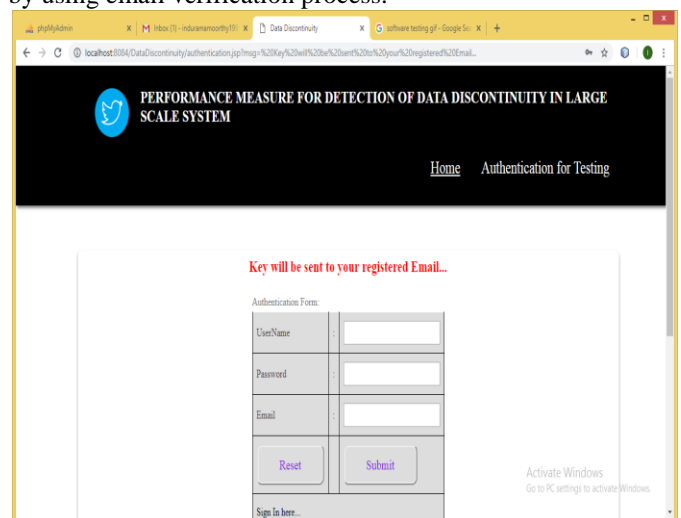 by using email verification process.
phpMyAdmin
Inbox (1) - induramamoorthy19
Data Discontinuity
software testing gif - Google Se
localhost:8084/DataDiscontinuity/authentication.jsp?msg=%20Key%20will%20be%20sent%20to%20your%20registered%20Email...
PERFORMANCE MEASURE FOR DETECTION OF DATA DISCONTINUITY IN LARGE
SCALE SYSTEM
Home Authentication for Testing
Key will be sent to your registered Email...
Authentication Form:
UserName :
Password :
Email :
Reset Submit
Activate Windows
Go to PC settings to activate Windows.
Sign In here...